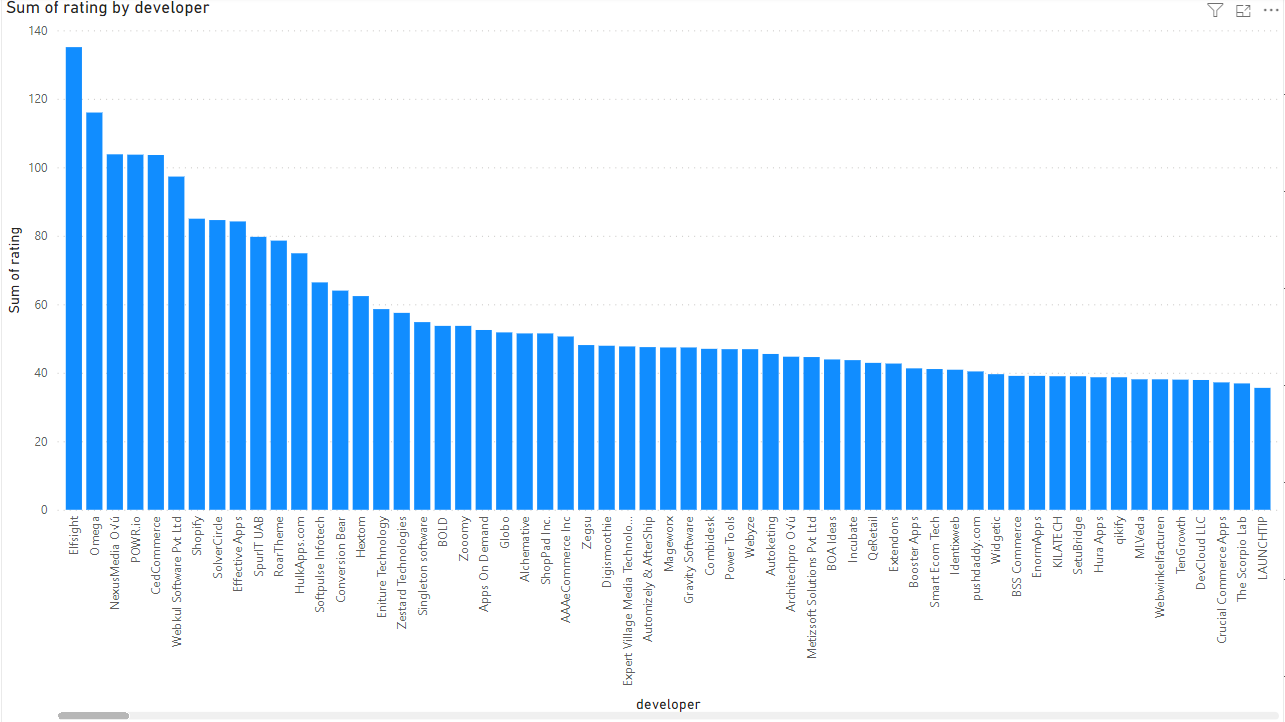 Sum of rating by developer
Sum of rating
140
120
100
80
60
40
20
0
Elfsight
Omega
NexusMedia OÜ
POWR.io
CedCommerce
Webkul Software Pvt Ltd
Shopify
SolverCircle
Effective Apps
SpurIT UAB
RoarTheme
HulkApps.com
Softpulse Infotech
Conversion Bear
Hextom
Eniture Technology
Zestard Technologies
Singleton software
BOLD
Zooomy
Apps On Demand
Globo
Alchemative
ShopPad Inc.
AAAeCommerce Inc
Zegsu
Digismoothie
Expert Village Media Technolo...
Automizely & AfterShip
Mageworx
Gravity Software
Combidesk
Power Tools
Webyze
Autoketing
Architechpro OÜ
Metizsoft Solutions Pvt Ltd
BOA Ideas
Incubate
QeRetail
Extendons
Booster Apps
Smart Ecom Tech
Identixweb
pushdaddy.com
Widgetic
BSS Commerce
EnormApps
KILATECH
SetuBridge
Hura Apps
qikify
MLVeda
Webwinkelfacturen
TenGrowth
DevCloud LLC
Crucial Commerce Apps
The Scorpio Lab
LAUNCHTIP
developer